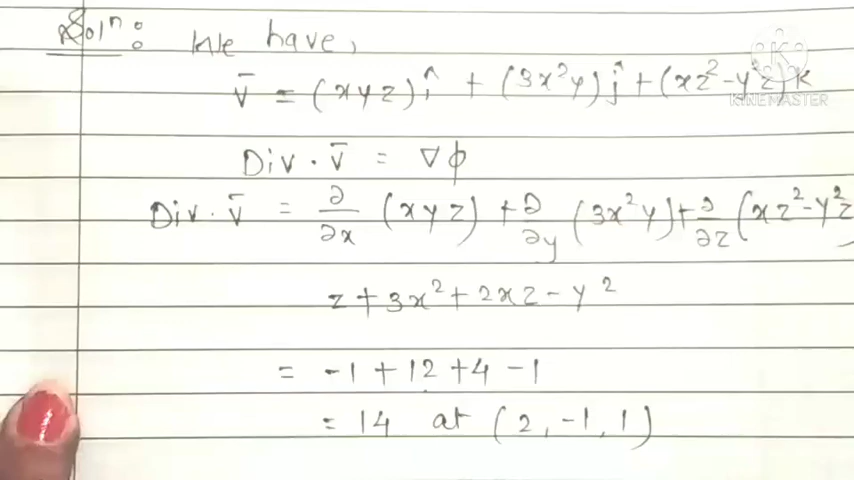 Solⁿ: We have,
V̄ = (xyz)î + (3x²y)ĵ + (xz²-y²z)k
KINEMASTER
Div · V̄ = ∇ϕ
Div · V̄ = ∂/∂x (xyz) + ∂/∂y (3x²y) + ∂/∂z (xz²-y²z
z + 3x² + 2xz - y²
= -1 + 12 + 4 - 1
= 14 at (2, -1, 1)